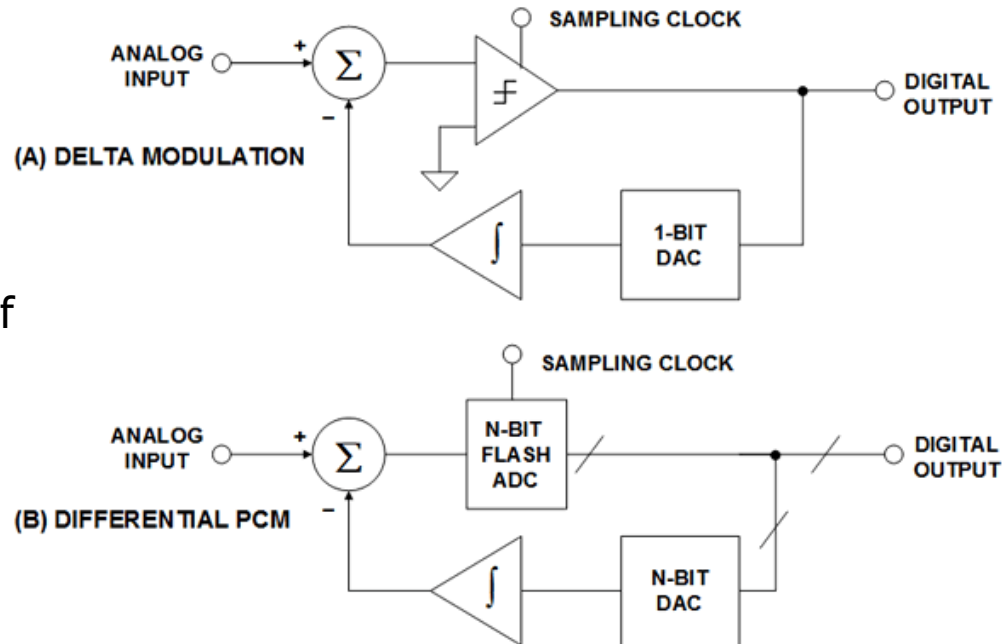 SAMPLING CLOCK
ANALOG
INPUT
+
Σ
−
DIGITAL
OUTPUT
(A) DELTA MODULATION
∫
1-BIT
DAC
f
SAMPLING CLOCK
ANALOG
INPUT
+
Σ
−
N-BIT
FLASH
ADC
DIGITAL
OUTPUT
(B) DIFFERENTIAL PCM
∫
N-BIT
DAC